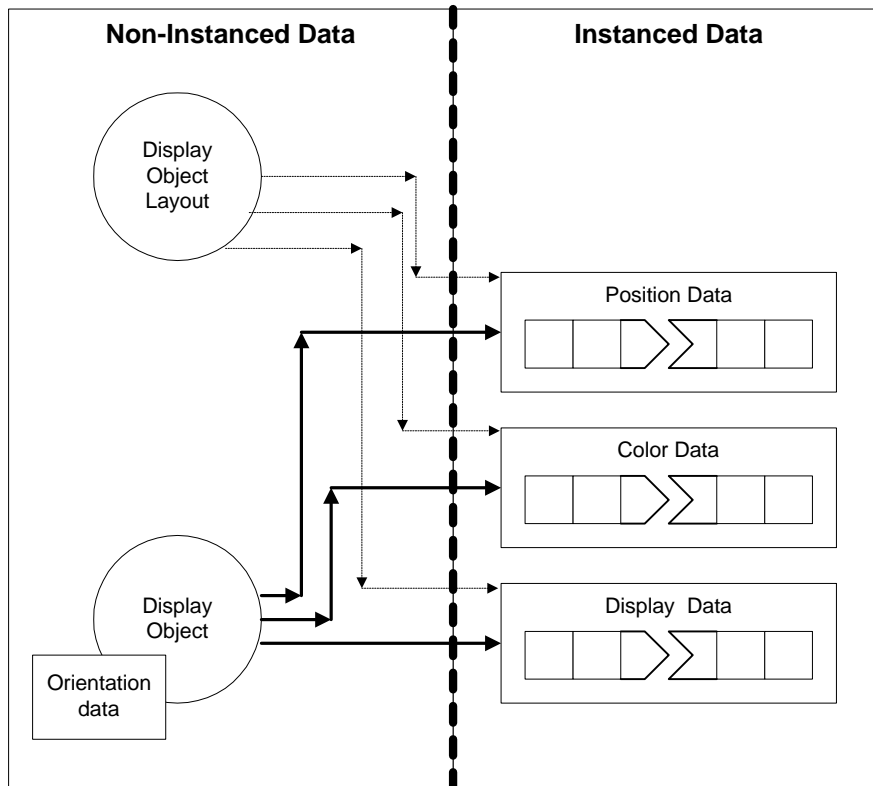 Non-Instanced Data
Instanced Data
Display
Object
Layout
Position Data
Color Data
Display
Object
Display Data
Orientation
data